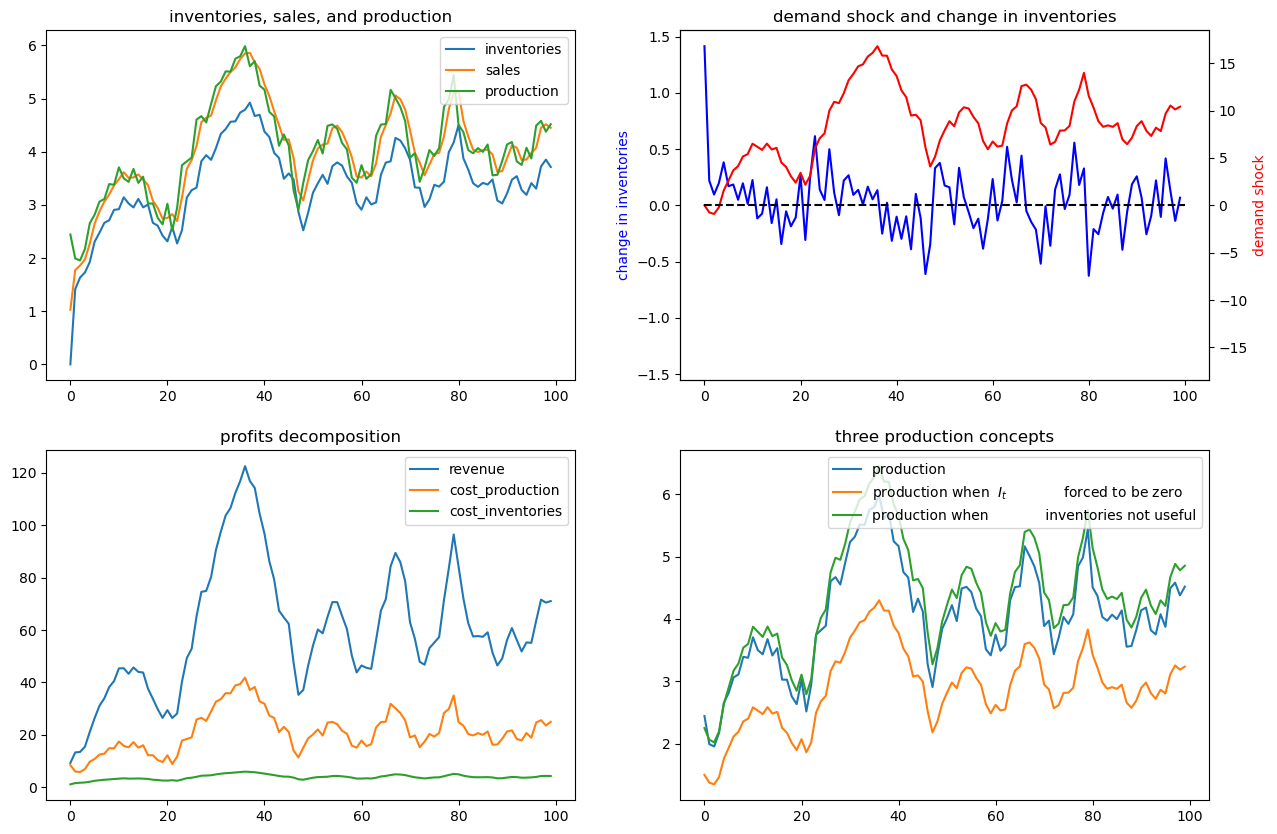 inventories, sales, and production
6
5
4
3
2
1
0
0 20 40 60 80 100
inventories
sales
production
demand shock and change in inventories
change in inventories
1.5
1.0
0.5
0.0
−0.5
−1.0
−1.5
0 20 40 60 80 100
15
10
5
0
−5
−10
−15
demand shock
profits decomposition
120
100
80
60
40
20
0
0 20 40 60 80 100
revenue
cost_production
cost_inventories
three production concepts
6
5
4
3
2
0 20 40 60 80 100
production
production when $I_t$ forced to be zero
production when inventories not useful